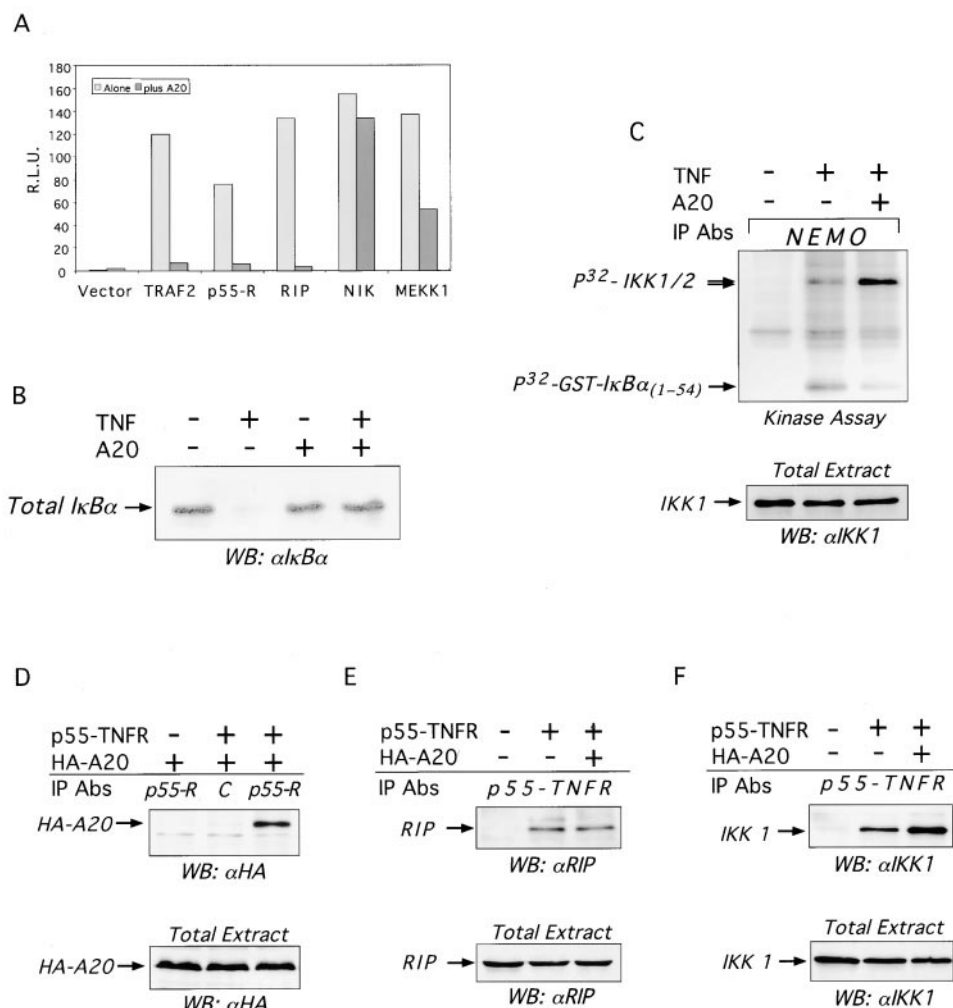 A
180
160
140
120
100
80
60
40
20
0
R.L.U.
Alone plus A20
Vector TRAF2 p55-R RIP NIK MEKK1
B
TNF - + - +
A20 - - + +
Total IκBα
WB: αIκBα
C
TNF - + +
A20 - - +
IP Abs NEMO
P32-IKK1/2
P32-GST-IκBα(1-54)
Kinase Assay
Total Extract
IKK1
WB: αIKK1
D
p55-TNFR - + +
HA-A20 + + +
IP Abs p55-R C p55-R
HA-A20
WB: αHA
Total Extract
HA-A20
WB: αHA
E
p55-TNFR - + +
HA-A20 - - +
IP Abs p55-TNFR
RIP
WB: αRIP
Total Extract
RIP
WB: αRIP
F
p55-TNFR - + +
HA-A20 - - +
IP Abs p55-TNFR
IKK 1
WB: αIKK1
Total Extract
IKK 1
WB: αIKK1